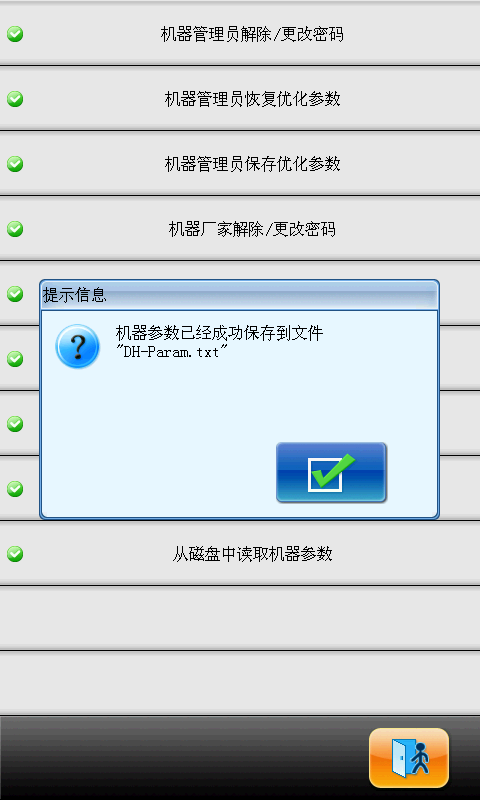 机器管理员解除/更改密码
机器管理员恢复优化参数
机器管理员保存优化参数
机器厂家解除/更改密码
提示信息
机器参数已经成功保存到文件
"DH-Param.txt"
从磁盘中读取机器参数